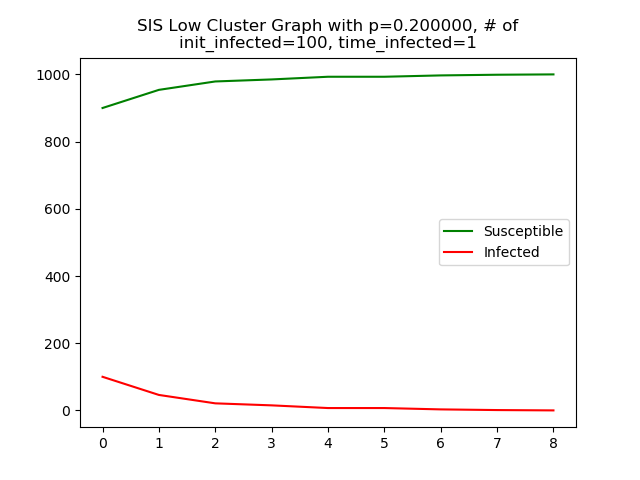 SIS Low Cluster Graph with p=0.200000, # of
init_infected=100, time_infected=1
1000
800
600
400
200
0
Susceptible
Infected
0 1 2 3 4 5 6 7 8